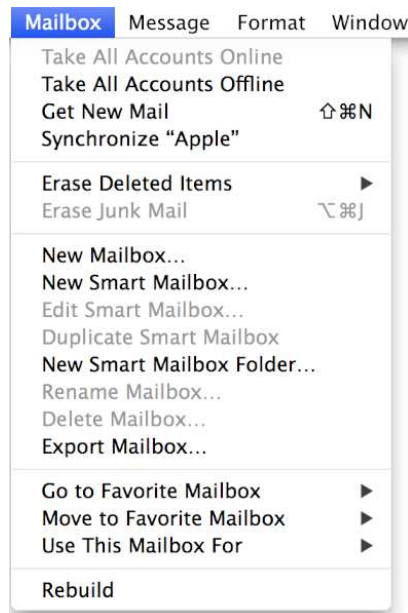 Mailbox Message Format Window
Take All Accounts Online
Take All Accounts Offline
Get New Mail ⇧⌘N
Synchronize “Apple”
Erase Deleted Items ▶
Erase Junk Mail ⌥⌘J
New Mailbox...
New Smart Mailbox...
Edit Smart Mailbox...
Duplicate Smart Mailbox
New Smart Mailbox Folder...
Rename Mailbox...
Delete Mailbox...
Export Mailbox...
Go to Favorite Mailbox ▶
Move to Favorite Mailbox ▶
Use This Mailbox For ▶
Rebuild